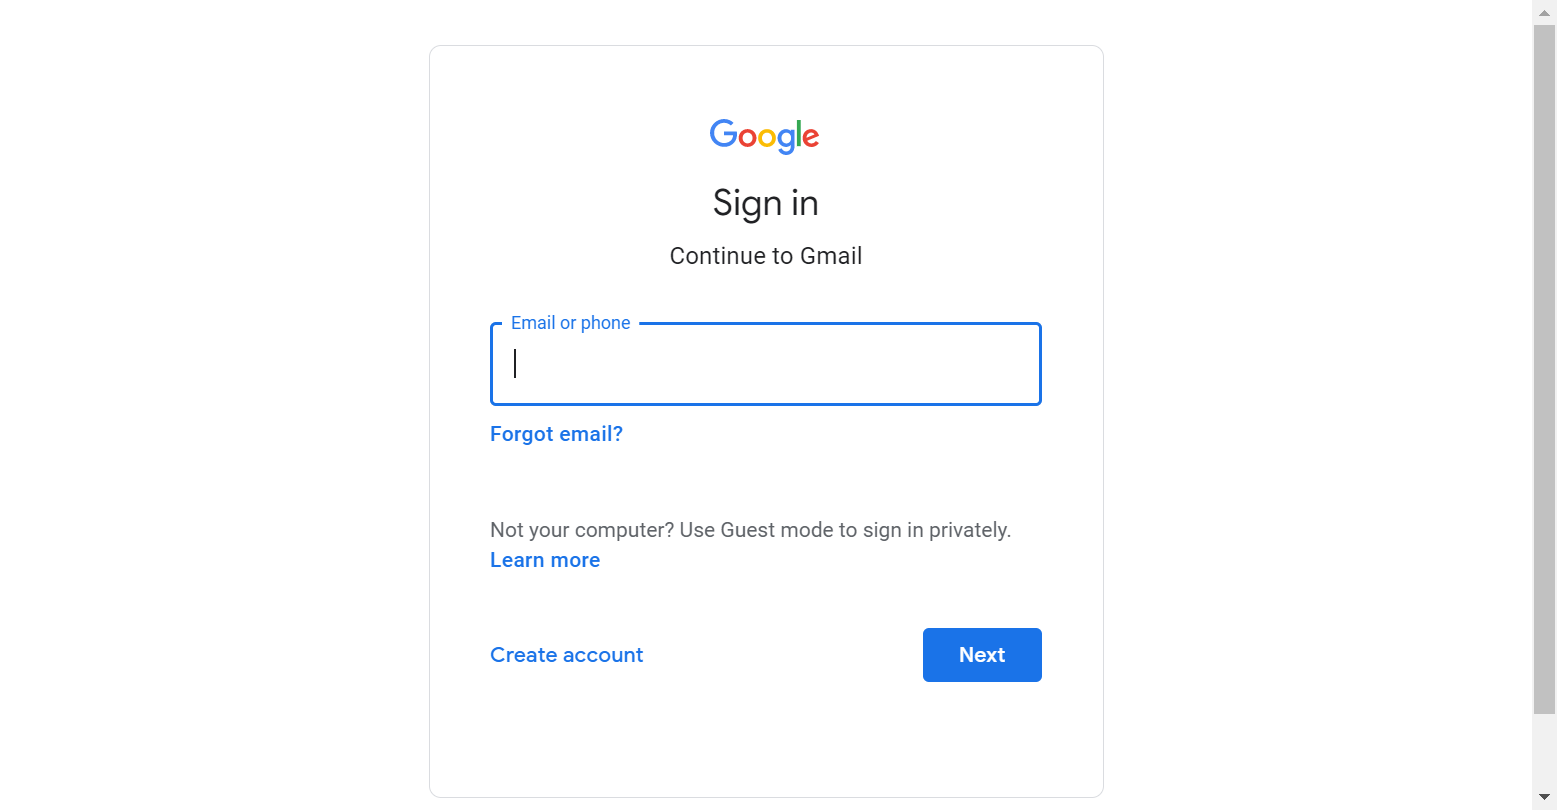 Google
Sign in
Continue to Gmail
Email or phone
Forgot email?
Not your computer? Use Guest mode to sign in privately.
Learn more
Create account
Next